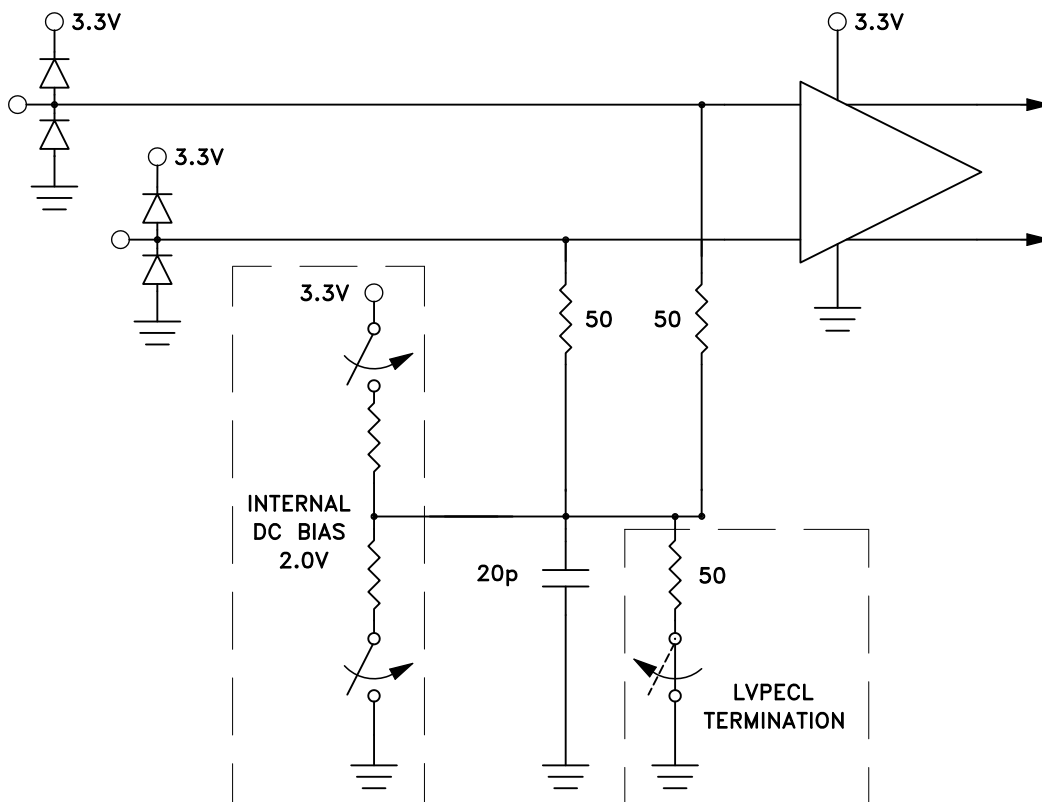 3.3V
3.3V
3.3V
3.3V
50
50
INTERNAL
DC BIAS
2.0V
20p
50
LVPECL
TERMINATION